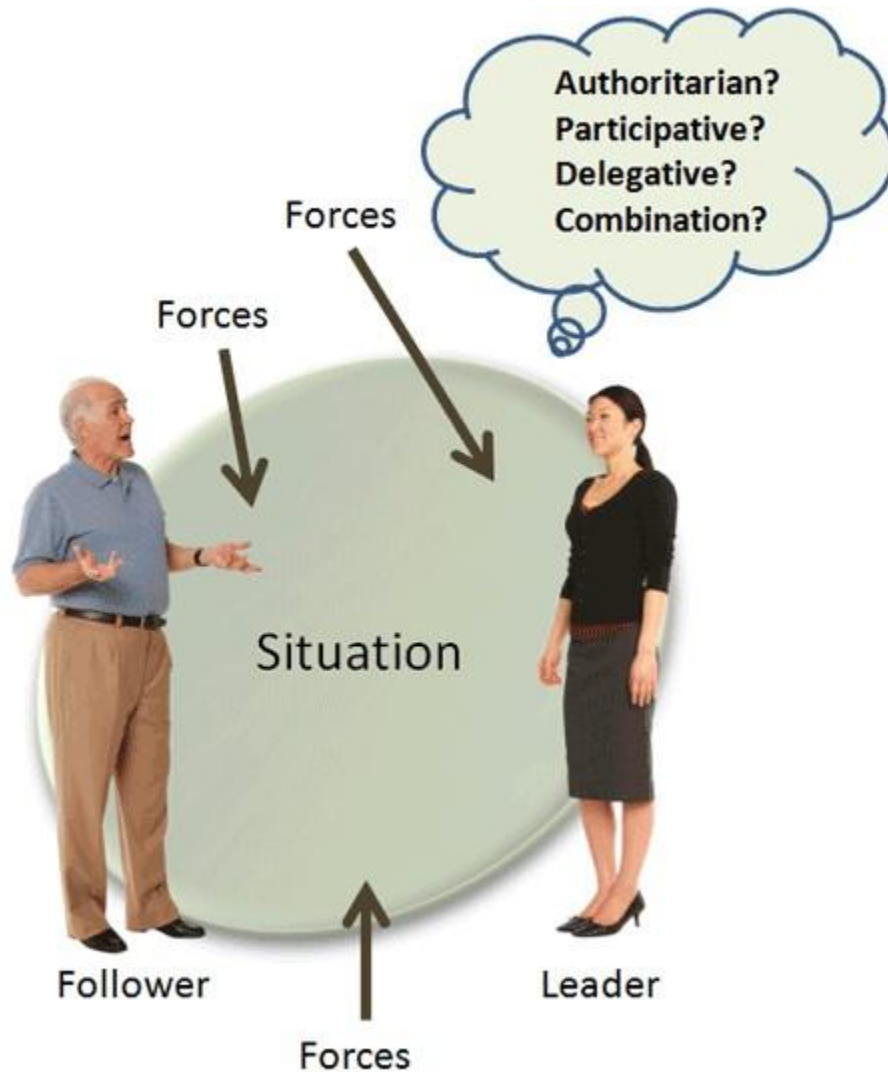 Authoritarian?
Participative?
Delegative?
Combination?
Forces
Forces
Situation
Follower
Leader
Forces